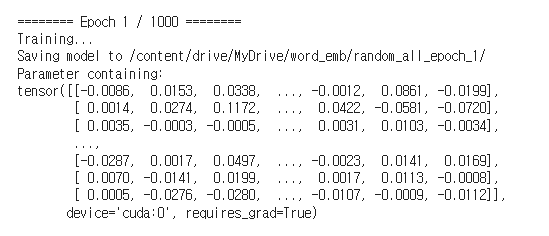 ======== Epoch 1 / 1000 ========
Training...
Saving model to /content/drive/MyDrive/word_emb/random_all_epoch_1/
Parameter containing:
tensor([[-0.0086,  0.0153,  0.0338,  ..., -0.0012,  0.0861, -0.0199],
        [ 0.0014,  0.0274,  0.1172,  ...,  0.0422, -0.0581, -0.0720],
        [ 0.0035, -0.0003, -0.0005,  ...,  0.0031,  0.0103, -0.0034],
        ...,
        [-0.0287,  0.0017,  0.0497,  ..., -0.0023,  0.0141,  0.0169],
        [ 0.0070, -0.0141,  0.0199,  ...,  0.0017,  0.0113, -0.0008],
        [ 0.0005, -0.0276, -0.0280,  ..., -0.0107, -0.0009, -0.0112]],
       device='cuda:0', requires_grad=True)